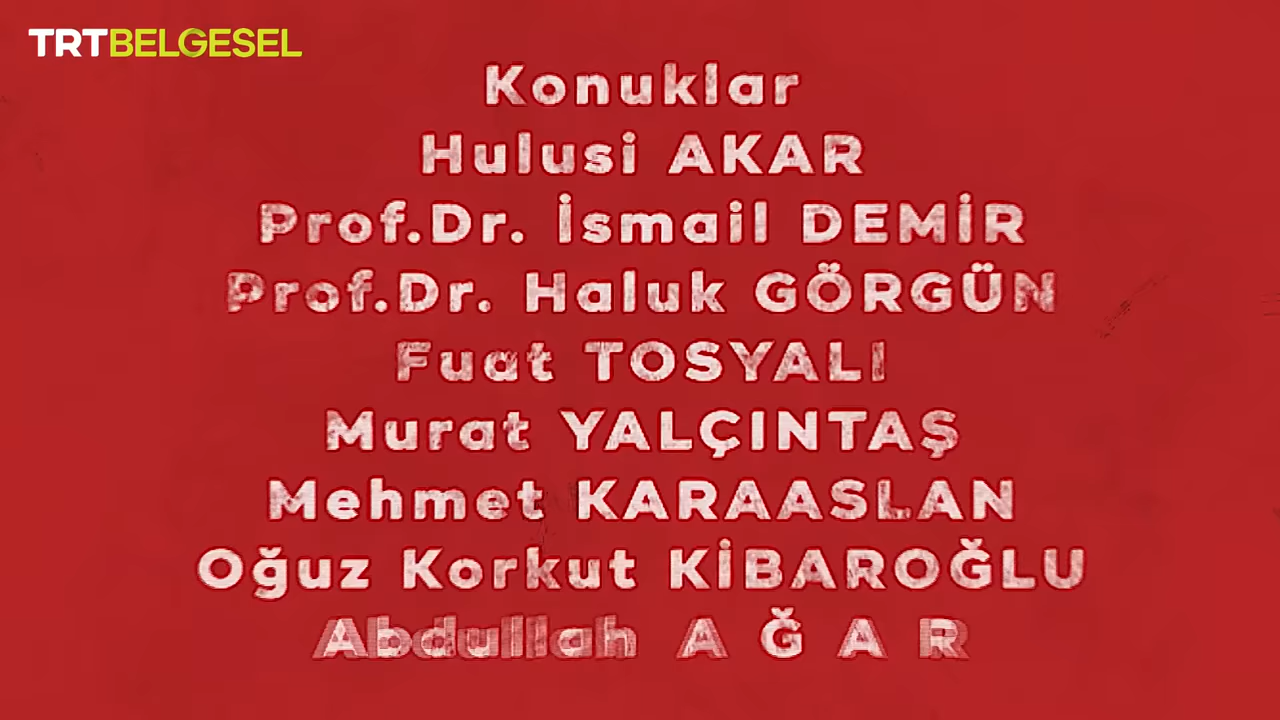 TRTBELGESEL
Konuklar
Hulusi AKAR
Prof.Dr. İsmail DEMİR
Prof.Dr. Haluk GÖRGÜN
Fuat TOSYALI
Murat YALÇINTAŞ
Mehmet KARAASLAN
Oğuz Korkut KİBAROĞLU
Abdullah AĞAR